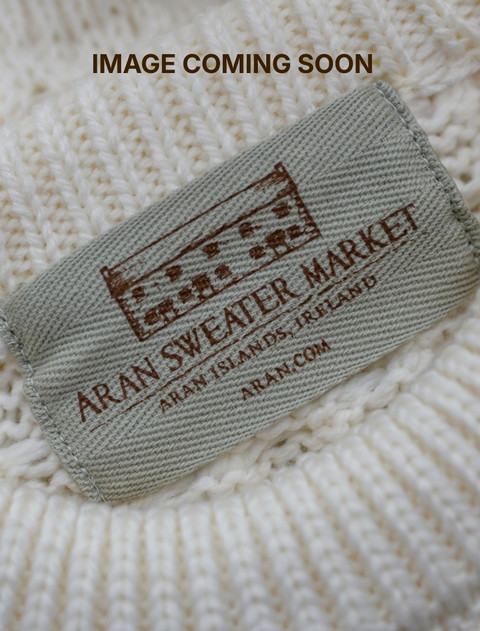 IMAGE COMING SOON
ARAN SWEATER MARKET
ARAN ISLANDS, IRELAND
ARAN.COM